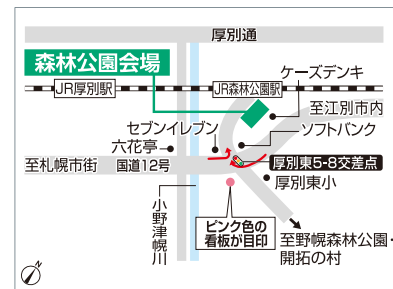 厚別通
森林公園会場
ケーズデンキ
JR厚別駅
JR森林公園駅
至江別市内
セブンイレブン
ソフトバンク
六花亭
至札幌市街
国道12号
厚別東5-8交差点
厚別東小
小野津幌川
ピンク色の
看板が目印
至野幌森林公園・
開拓の村